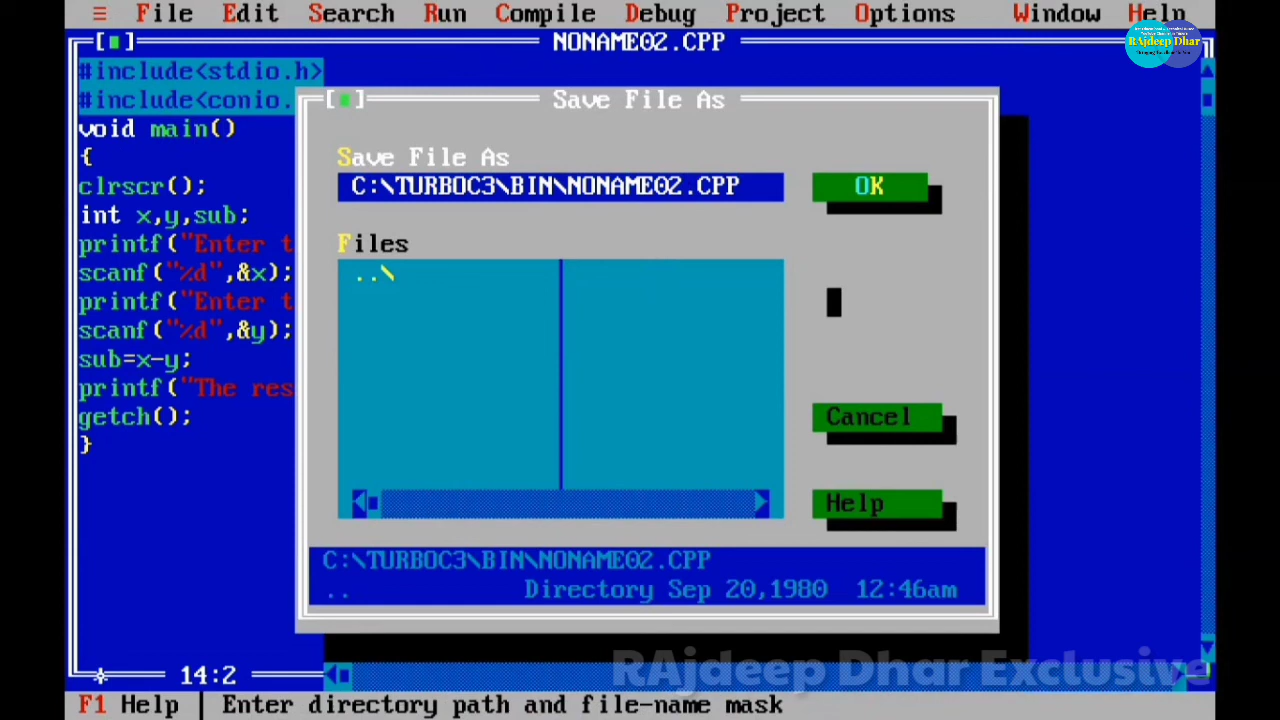 ≡ File Edit Search Run Compile Debug Project Options Window Help
NONAME02.CPP
RAjdeep Dhar
#include<stdio.h>
#include<conio.
void main()
{
clrscr();
int x,y,sub;
printf("Enter t
scanf("%d",&x);
printf("Enter t
scanf("%d",&y);
sub=x-y;
printf("The res
getch();
}
Save File As
Save File As
C:\TURBOC3\BIN\NONAME02.CPP
OK
Files
..\
Cancel
Help
C:\TURBOC3\BIN\NONAME02.CPP
.. Directory Sep 20,1980 12:46am
14:2
RAjdeep Dhar Exclusive
F1 Help | Enter directory path and file-name mask